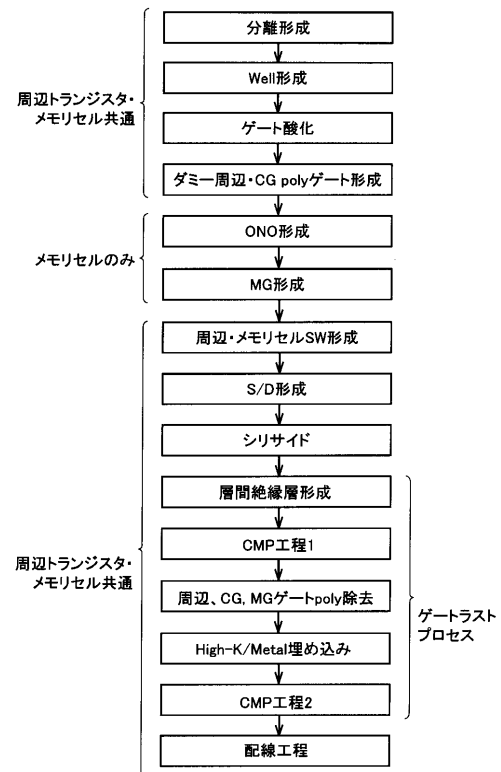 分離形成
Well形成
周辺トランジスタ・
メモリセル共通
ゲート酸化
ダミー周辺・CG polyゲート形成
ONO形成
メモリセルのみ
MG形成
周辺・メモリセルSW形成
S/D形成
シリサイド
層間絶縁層形成
CMP工程1
周辺トランジスタ・
メモリセル共通
周辺、CG, MGゲートpoly除去
ゲートラスト
プロセス
High-K/Metal埋め込み
CMP工程2
配線工程